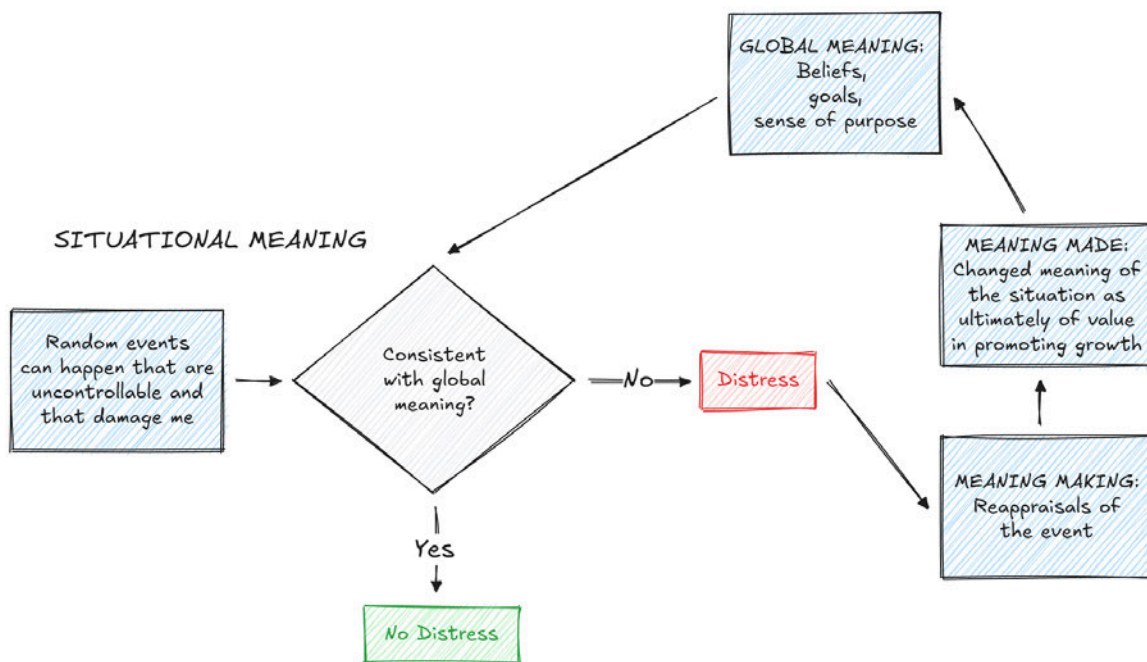 GLOBAL MEANING:
Beliefs,
goals,
sense of purpose
SITUATIONAL MEANING
Random events
can happen that are
uncontrollable and
that damage me
Consistent
with global
meaning?
No
Distress
MEANING MADE:
Changed meaning of
the situation as
ultimately of value
in promoting growth
MEANING MAKING:
Reappraisals of
the event
Yes
No Distress